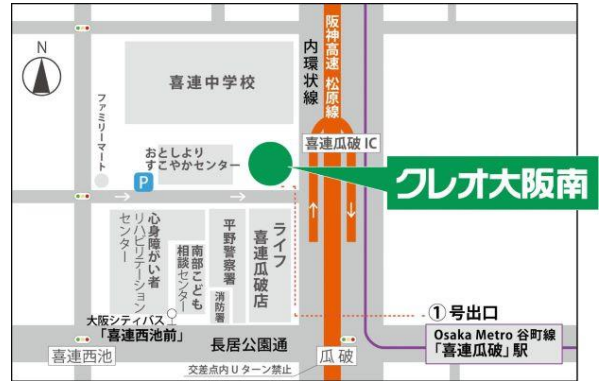 N
喜連中学校
内環状線
阪神高速 松原線
ファミリーマート
おとしより
すこやかセンター
P
喜連瓜破 IC
クレオ大阪南
心身障がい者
リハビリテーション
センター
南部こども
相談センター
平野警察署
消防署
ライフ
喜連瓜破店
大阪シティバス
「喜連西池前」
①号出口
Osaka Metro 谷町線
「喜連瓜破」駅
喜連西池
長居公園通
瓜破
交差点内Uターン禁止